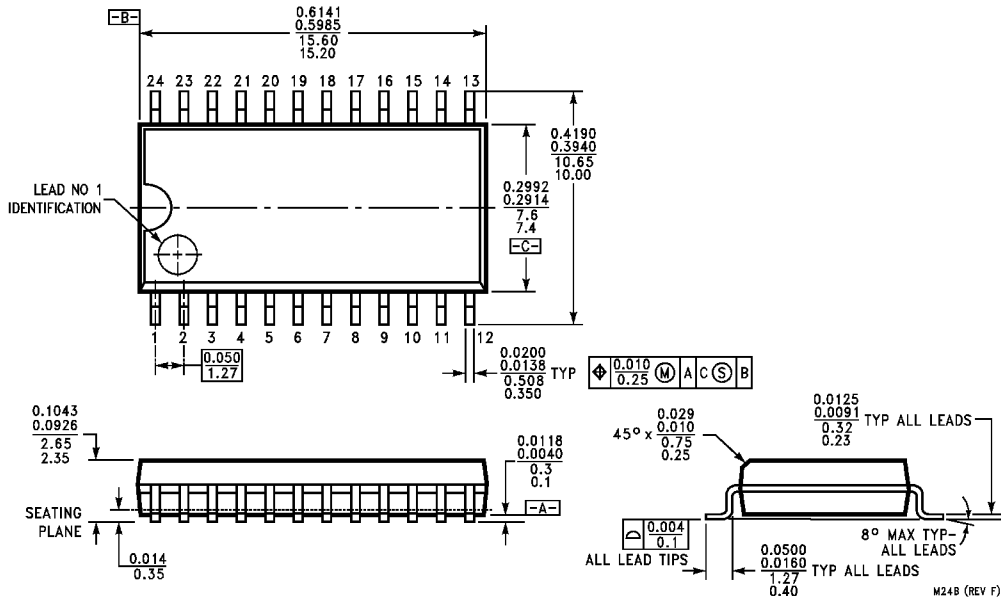 -B-
0.6141
0.5985
15.60
15.20
24 23 22 21 20 19 18 17 16 15 14 13
0.4190
0.3940
10.65
10.00
LEAD NO 1
IDENTIFICATION
0.2992
0.2914
7.6
7.4
-C-
1 2 3 4 5 6 7 8 9 10 11 12
0.050
1.27
0.0200
0.0138
0.508
0.350
TYP
⌖ 0.010 Ⓜ A C Ⓢ B
0.25
0.1043
0.0926
2.65
2.35
0.0118
0.0040
0.3
0.1
-A-
SEATING
PLANE
0.014
0.35
45° x
0.029
0.010
0.75
0.25
0.0125
0.0091
0.32
0.23
TYP ALL LEADS
0.004
0.1
ALL LEAD TIPS
8° MAX TYP-
ALL LEADS
0.0500
0.0160
1.27
0.40
TYP ALL LEADS
M24B (REV F)